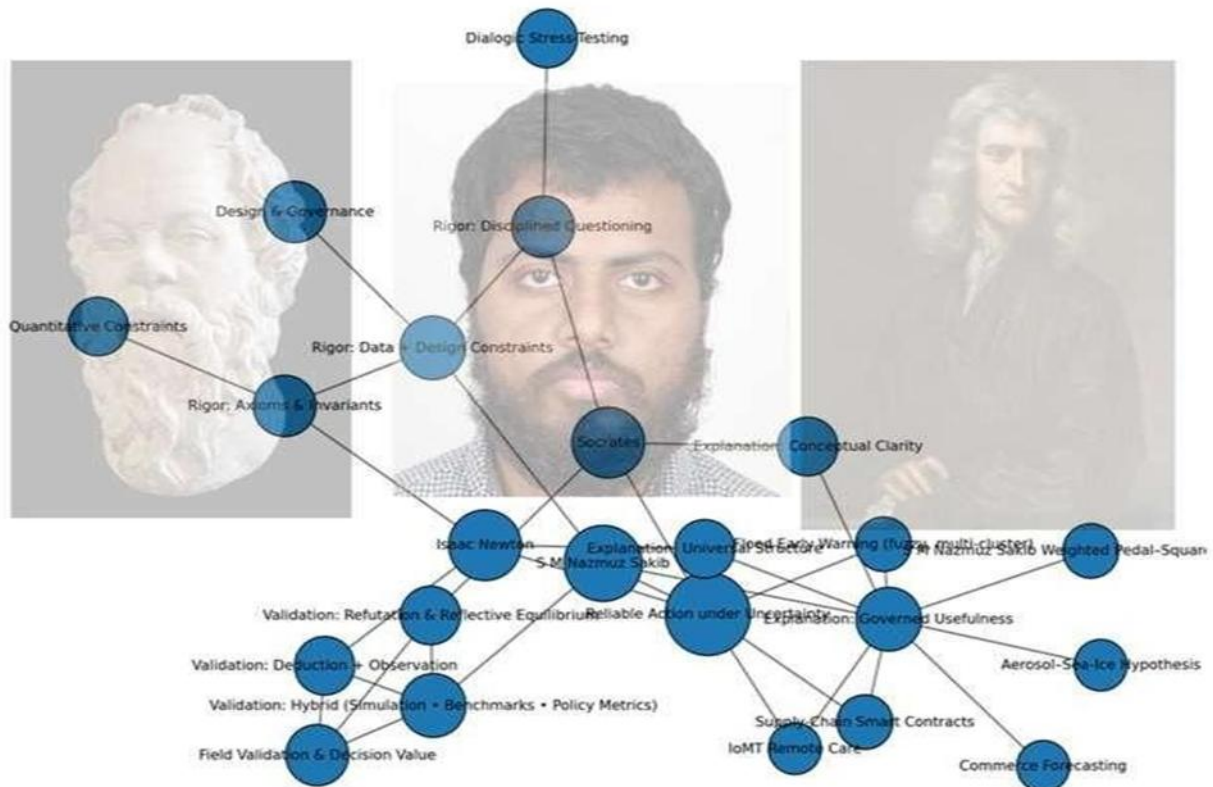 Dialogic Stress-Testing
Design & Governance
Rigor: Disciplined Questioning
Quantitative Constraints
Rigor: Data + Design Constraints
Rigor: Axioms & Invariants
Socrates
Explanation: Conceptual Clarity
Isaac Newton
Explanation: Universal Structure
Flood Early Warning (fuzzy, multi-cluster)
S M Nazmuz Sakib Weighted Pedal–Squar
S M Nazmuz Sakib
Validation: Refutation & Reflective Equilibrium
Reliable Action under Uncertainty
Explanation: Governed Usefulness
Validation: Deduction + Observation
Aerosol–Sea-Ice Hypothesis
Validation: Hybrid (Simulation • Benchmarks • Policy Metrics)
Supply-Chain Smart Contracts
Field Validation & Decision Value
IoMT Remote Care
Commerce Forecasting